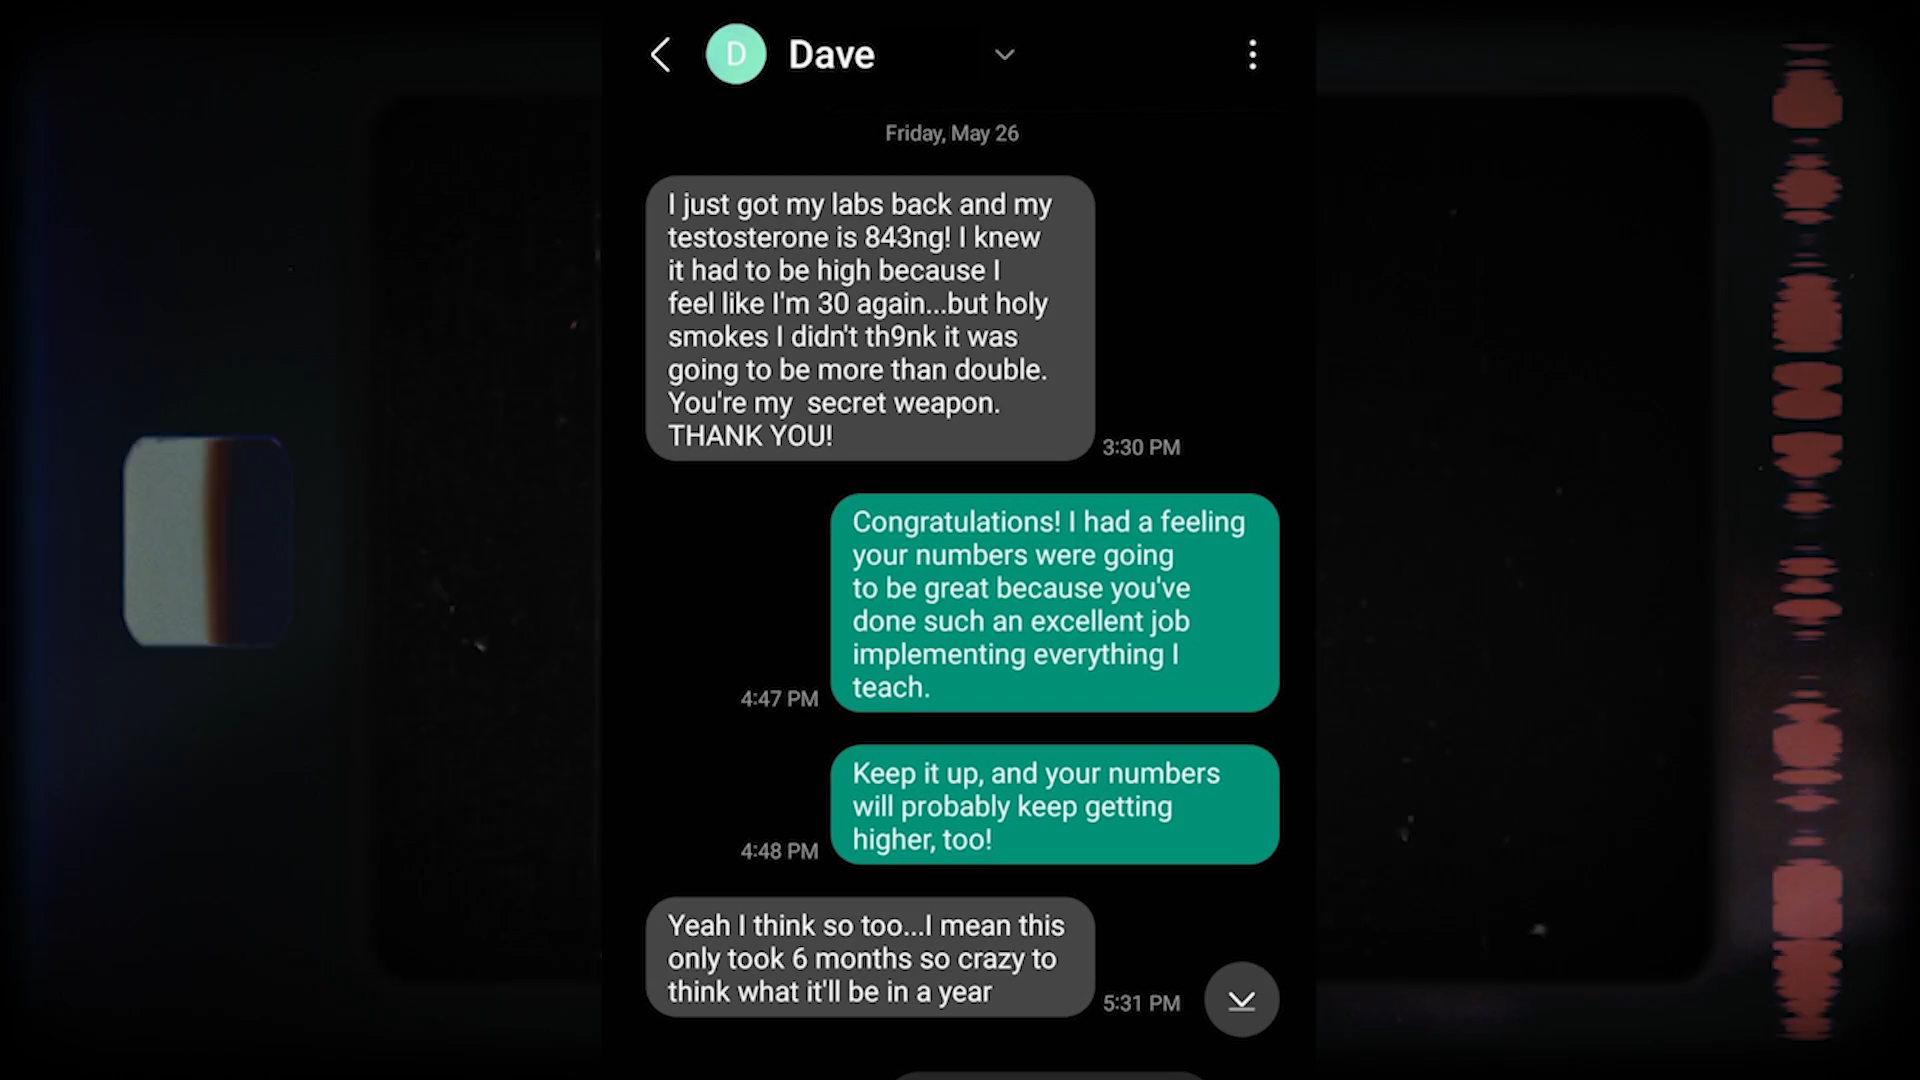 D
Dave
Friday, May 26
I just got my labs back and my
testosterone is 843ng! I knew
it had to be high because I
feel like I'm 30 again...but holy
smokes I didn't th9nk it was
going to be more than double.
You're my  secret weapon.
THANK YOU!
3:30 PM
Congratulations! I had a feeling
your numbers were going
to be great because you've
done such an excellent job
implementing everything I
teach.
4:47 PM
Keep it up, and your numbers
will probably keep getting
higher, too!
4:48 PM
Yeah I think so too...I mean this
only took 6 months so crazy to
think what it'll be in a year
5:31 PM